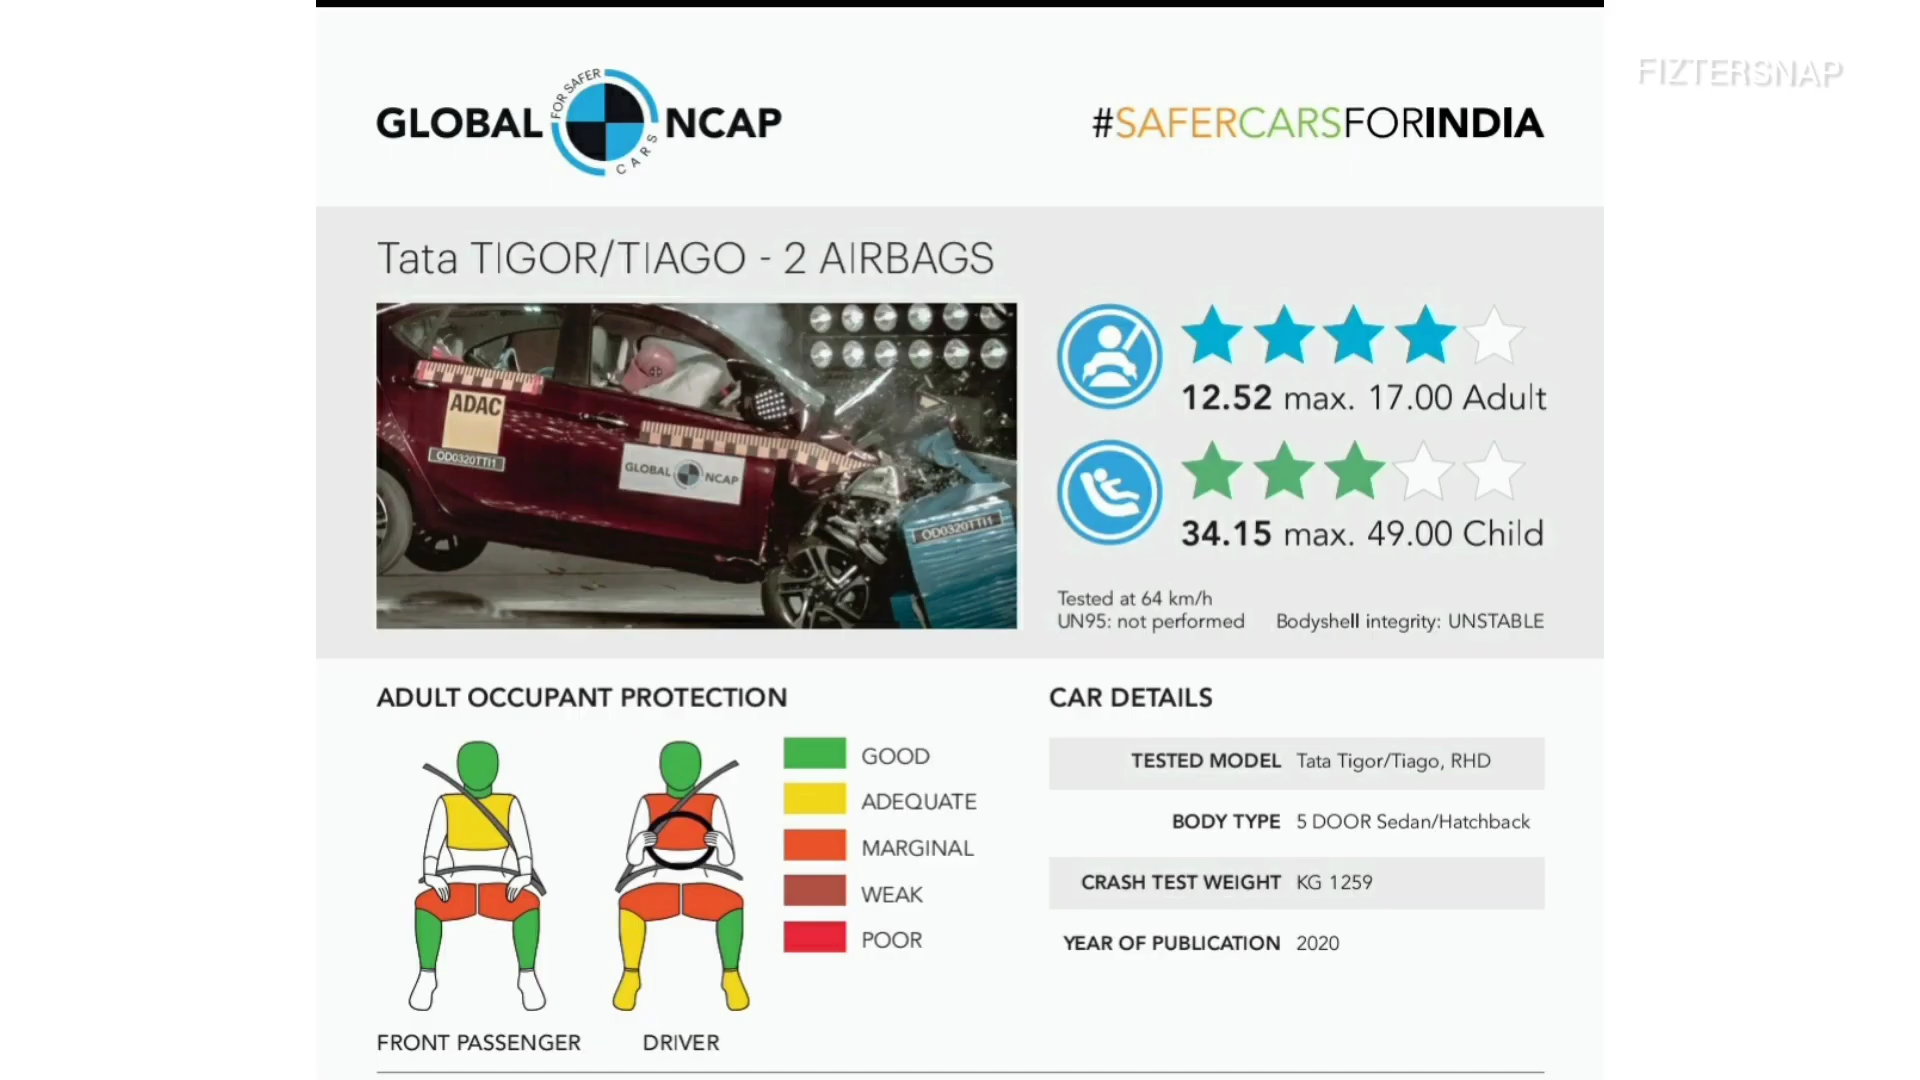 FIZTERSNAP
GLOBAL FOR SAFER CARS NCAP
#SAFERCARSFORINDIA
Tata TIGOR/TIAGO - 2 AIRBAGS
ADAC
OD0320TTI1
GLOBAL NCAP
OD0320TTI1
12.52 max. 17.00 Adult
34.15 max. 49.00 Child
Tested at 64 km/h
UN95: not performed
Bodyshell integrity: UNSTABLE
ADULT OCCUPANT PROTECTION
GOOD
ADEQUATE
MARGINAL
WEAK
POOR
FRONT PASSENGER
DRIVER
CAR DETAILS
TESTED MODEL Tata Tigor/Tiago, RHD
BODY TYPE 5 DOOR Sedan/Hatchback
CRASH TEST WEIGHT KG 1259
YEAR OF PUBLICATION 2020